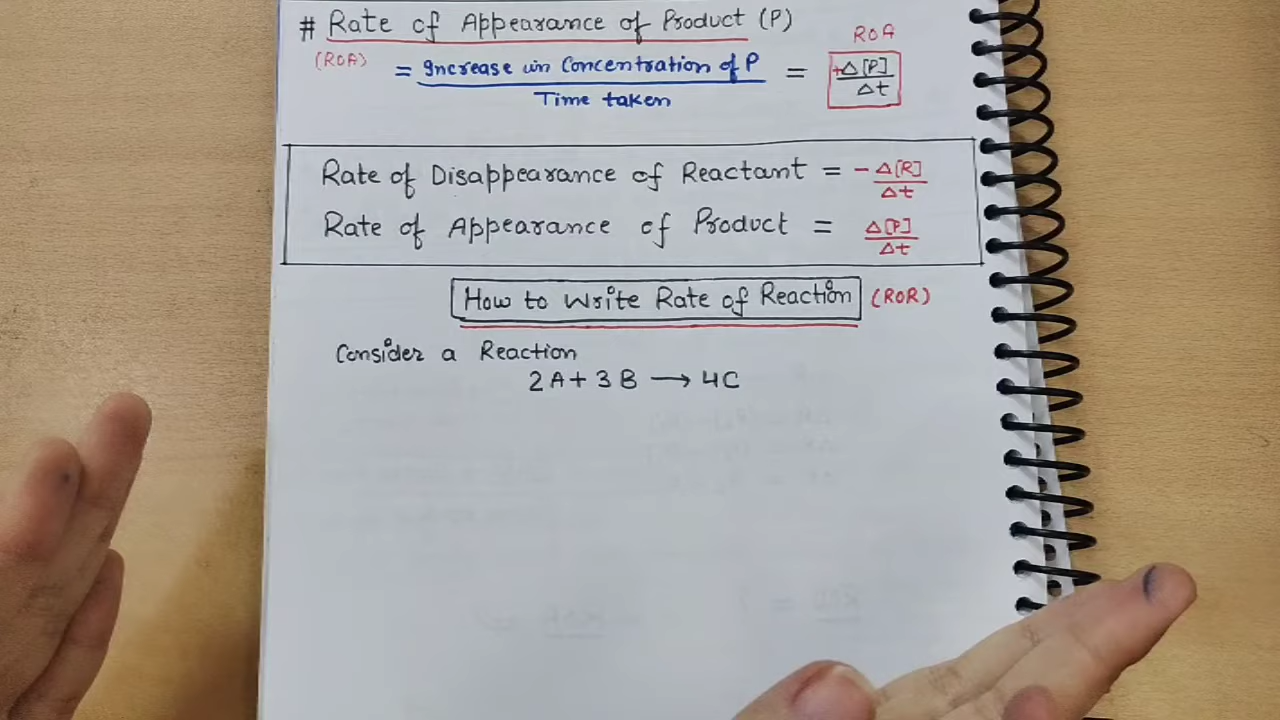 # Rate of Appearance of Product (P)
(ROA) = Increase in Concentration of P / Time taken = ROA +Δ[P] / Δt
Rate of Disappearance of Reactant = - Δ[R] / Δt
Rate of Appearance of Product = Δ[P] / Δt
How to Write Rate of Reaction (ROR)
Consider a Reaction
2A + 3B → 4C